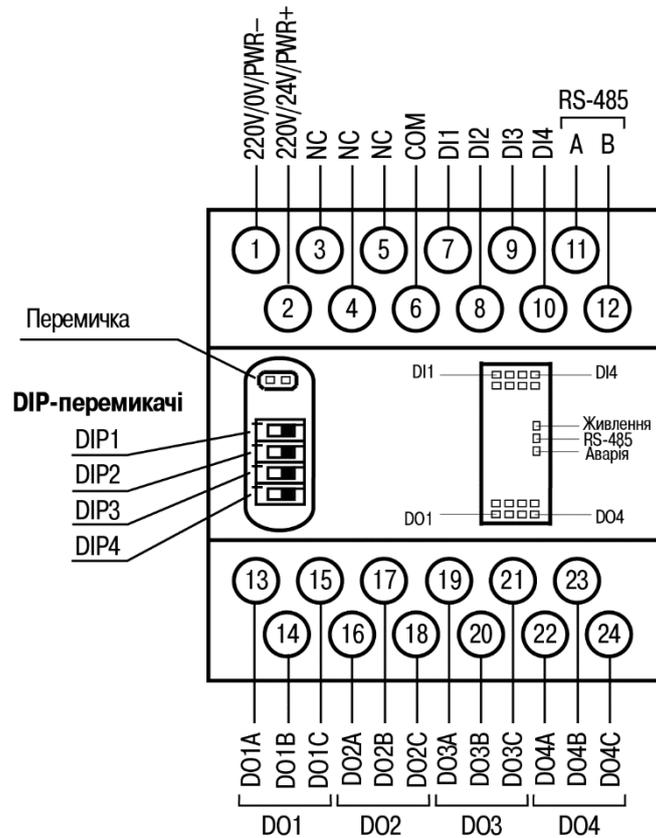 220V/0V/PWR–
220V/24V/PWR+
NC
NC
NC
COM
DI1
DI2
DI3
DI4
RS-485
A
B
1
3
5
7
9
11
2
4
6
8
10
12
Перемичка
DIP-перемикачі
DIP1
DIP2
DIP3
DIP4
DI1
DI4
Живлення
RS-485
Аварія
DO1
DO4
13
15
17
19
21
23
14
16
18
20
22
24
DO1A
DO1B
DO1C
DO2A
DO2B
DO2C
DO3A
DO3B
DO3C
DO4A
DO4B
DO4C
DO1
DO2
DO3
DO4